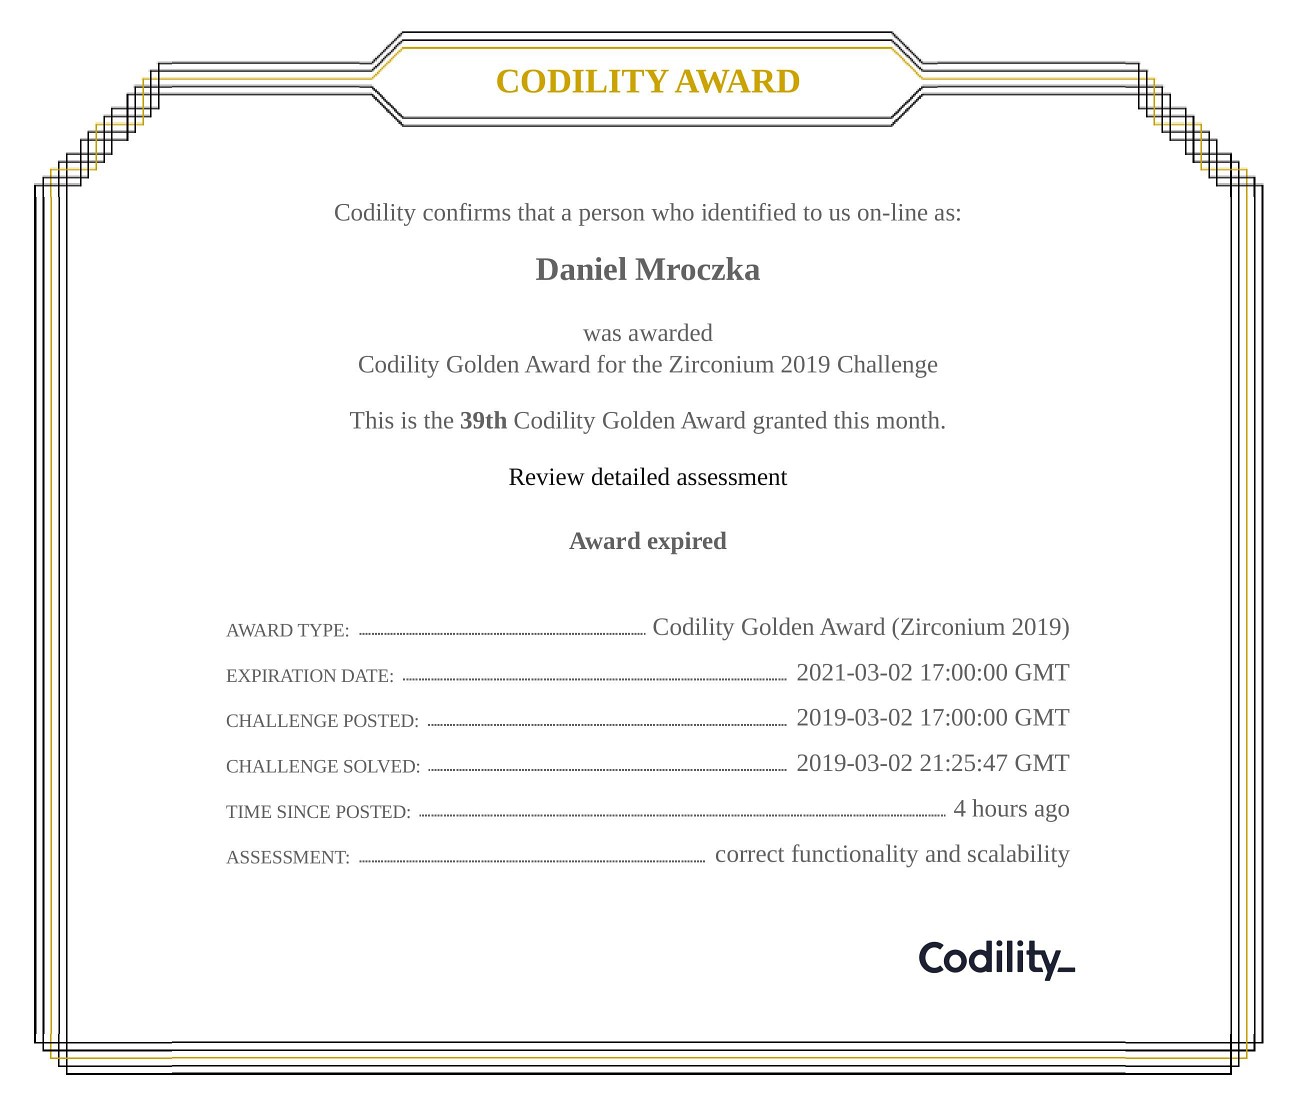 CODILITY AWARD
Codility confirms that a person who identified to us on-line as:
Daniel Mroczka
was awarded
Codility Golden Award for the Zirconium 2019 Challenge
This is the 39th Codility Golden Award granted this month.
Review detailed assessment
Award expired
AWARD TYPE: Codility Golden Award (Zirconium 2019)
EXPIRATION DATE: 2021-03-02 17:00:00 GMT
CHALLENGE POSTED: 2019-03-02 17:00:00 GMT
CHALLENGE SOLVED: 2019-03-02 21:25:47 GMT
TIME SINCE POSTED: 4 hours ago
ASSESSMENT: correct functionality and scalability
Codility_